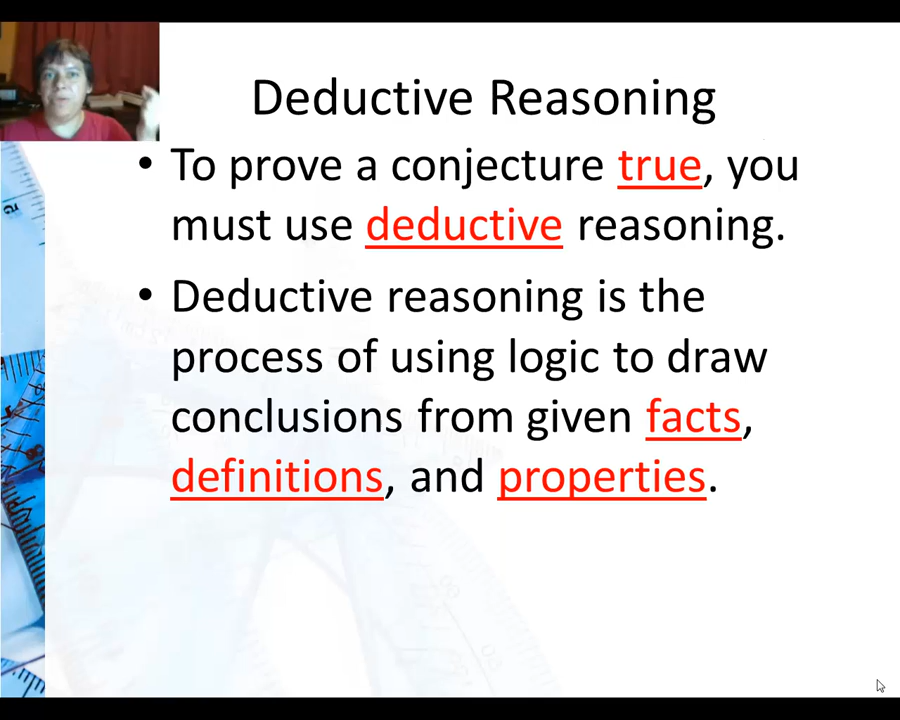 Deductive Reasoning
• To prove a conjecture true, you
must use deductive reasoning.
• Deductive reasoning is the
process of using logic to draw
conclusions from given facts,
definitions, and properties.